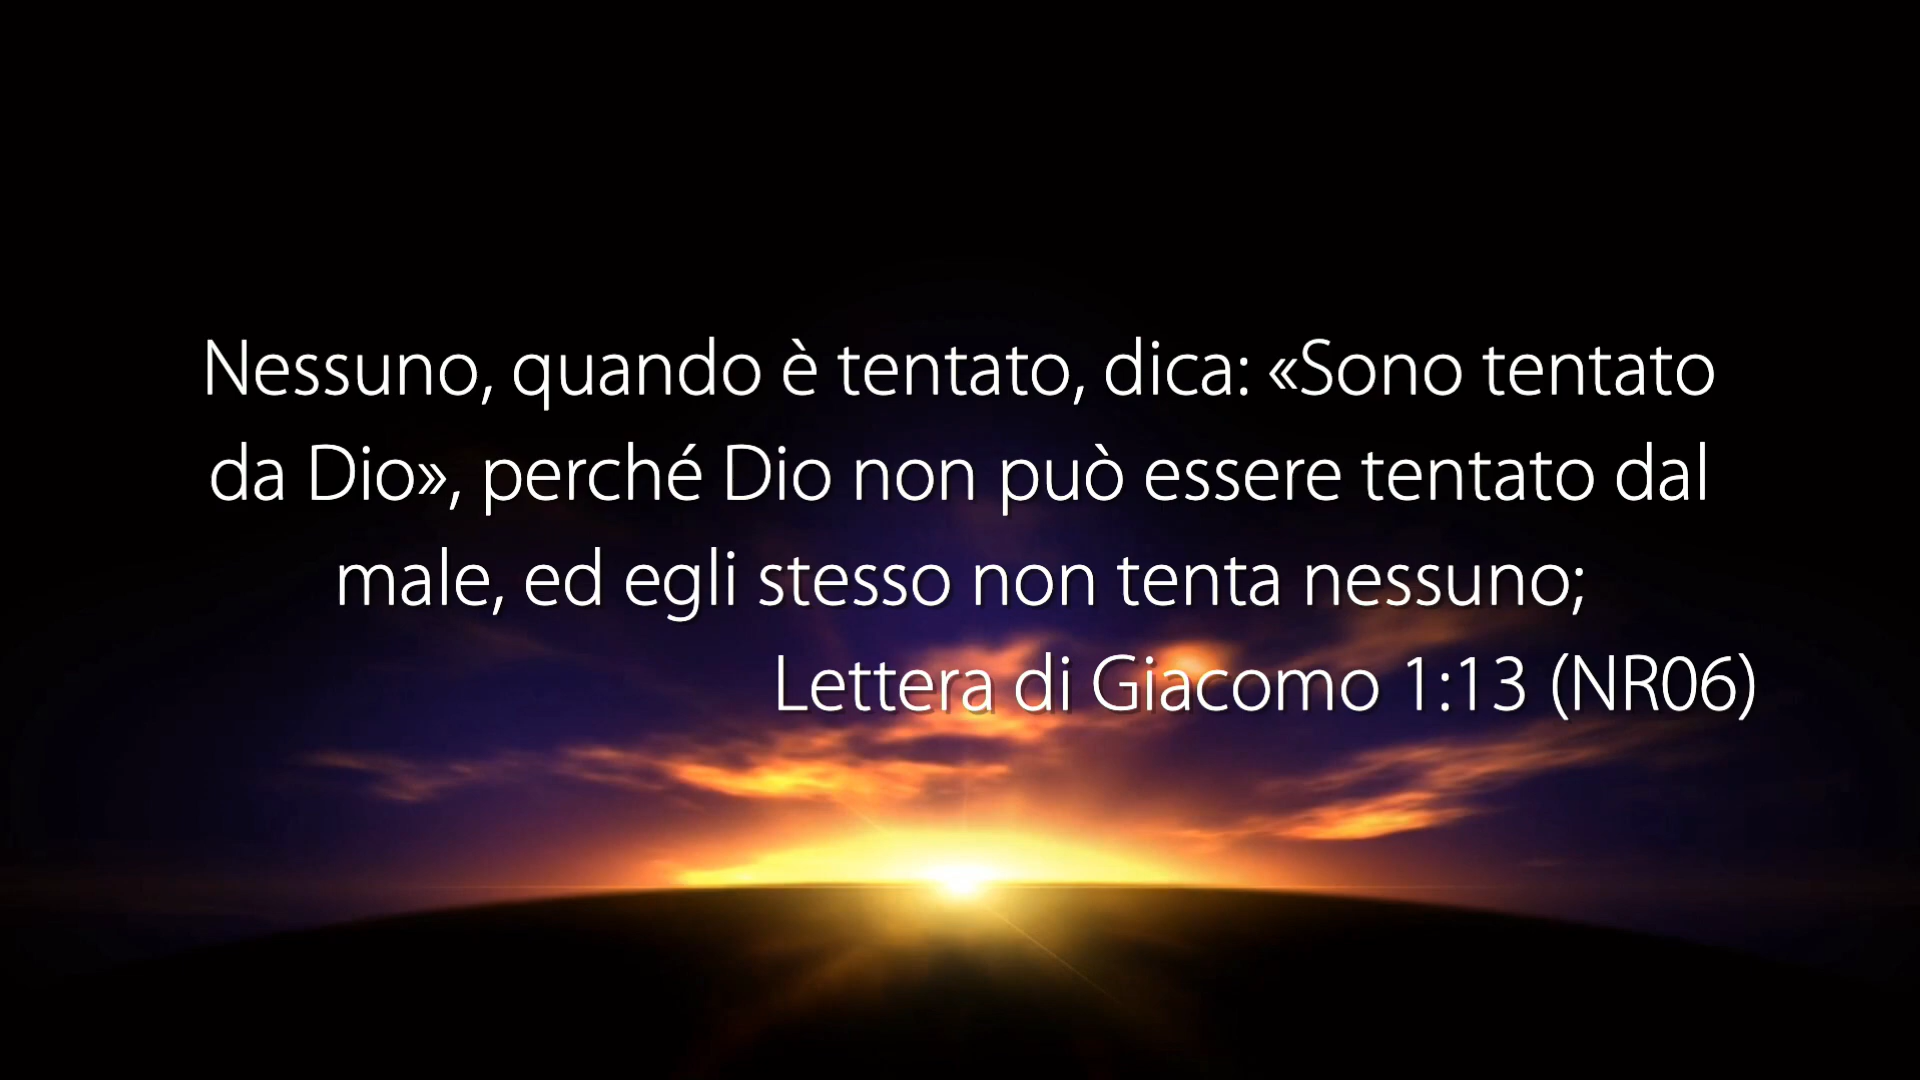 Nessuno, quando è tentato, dica: «Sono tentato
da Dio», perché Dio non può essere tentato dal
male, ed egli stesso non tenta nessuno;
Lettera di Giacomo 1:13 (NR06)